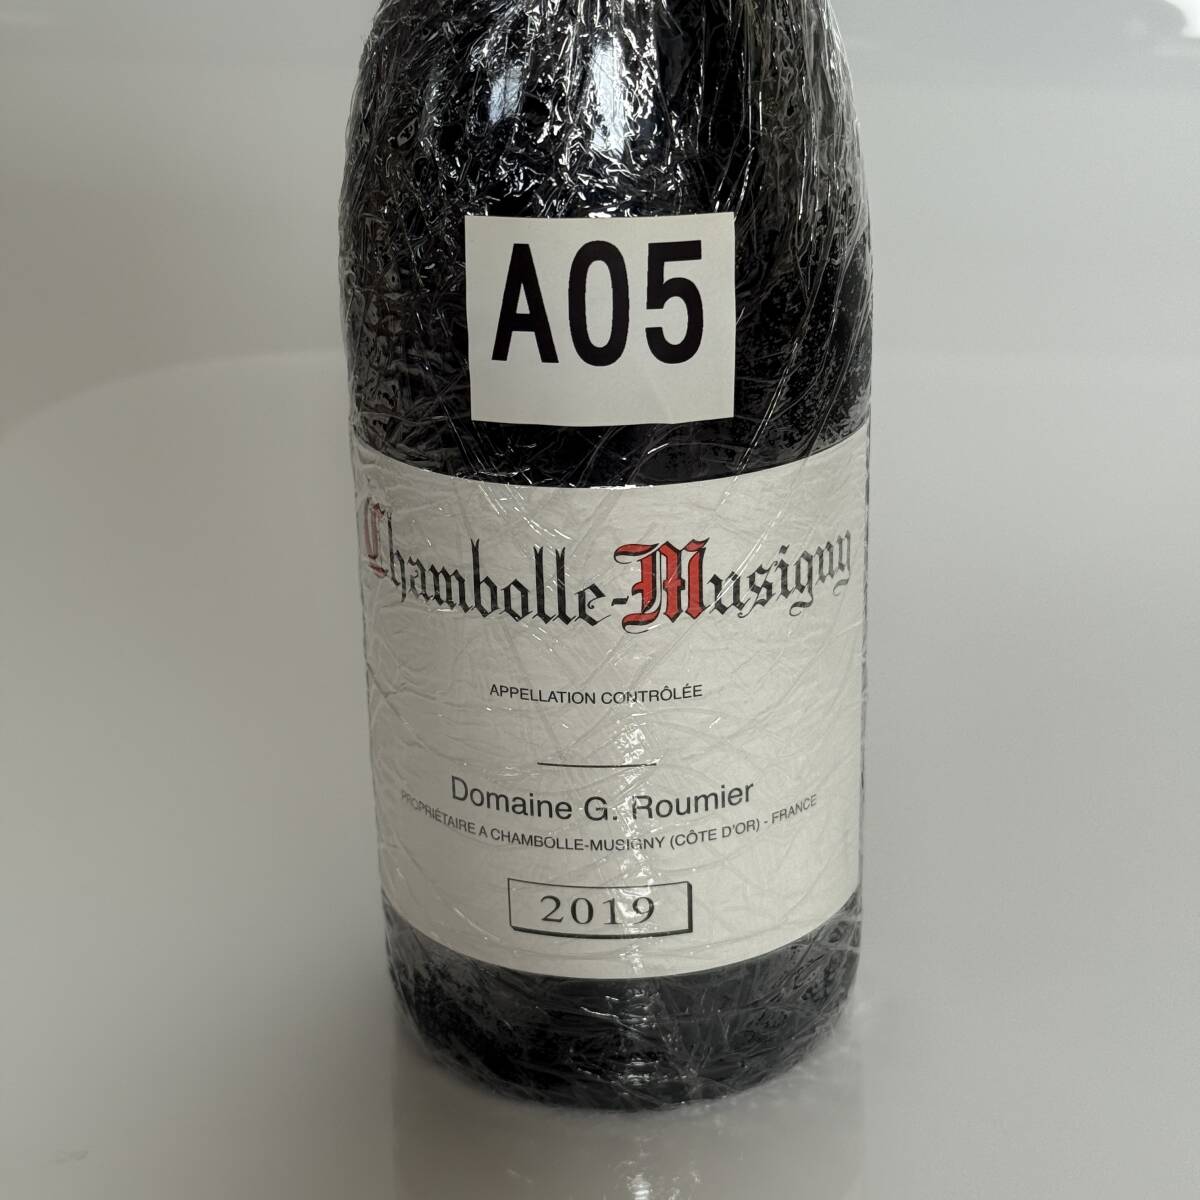 A05
Chambolle-Musigny
APPELLATION CONTRÔLÉE
Domaine G. Roumier
PROPRIÉTAIRE A CHAMBOLLE-MUSIGNY (CÔTE D'OR) - FRANCE
2019